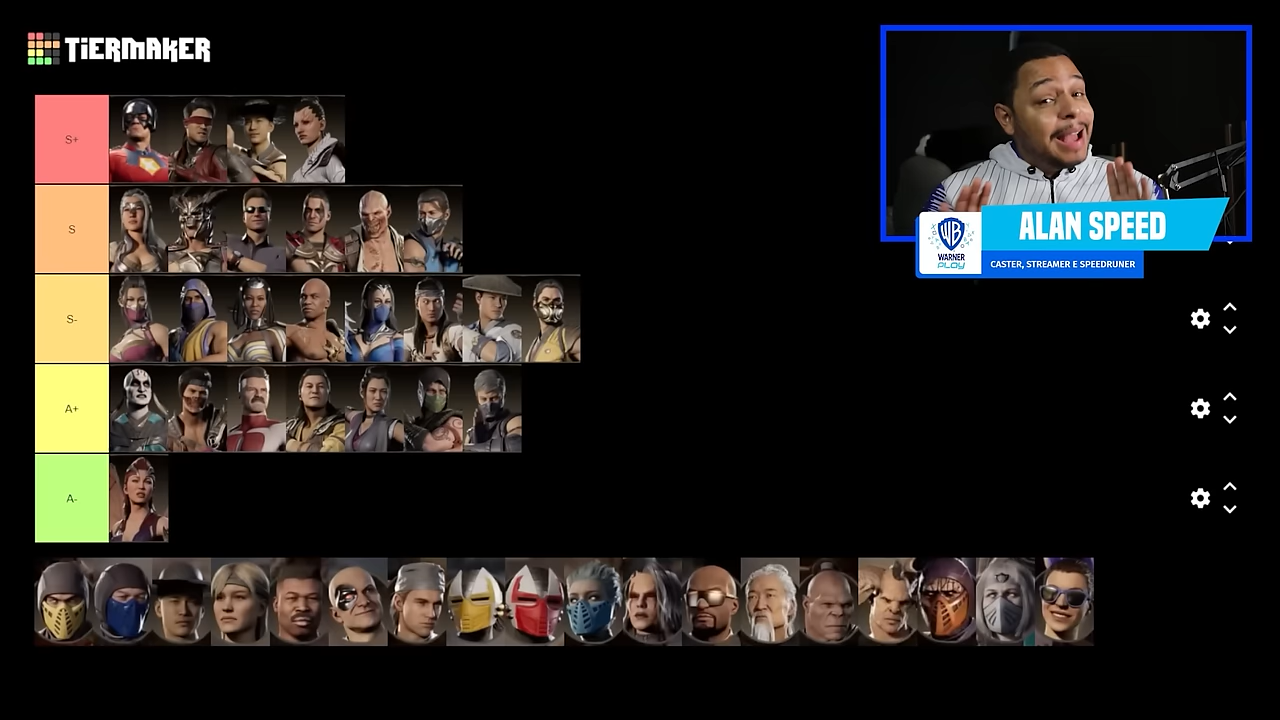 TiERMAKER
S+
S
S-
A+
A-
ALAN SPEED
WB
WARNER
PLAY
CASTER, STREAMER E SPEEDRUNER